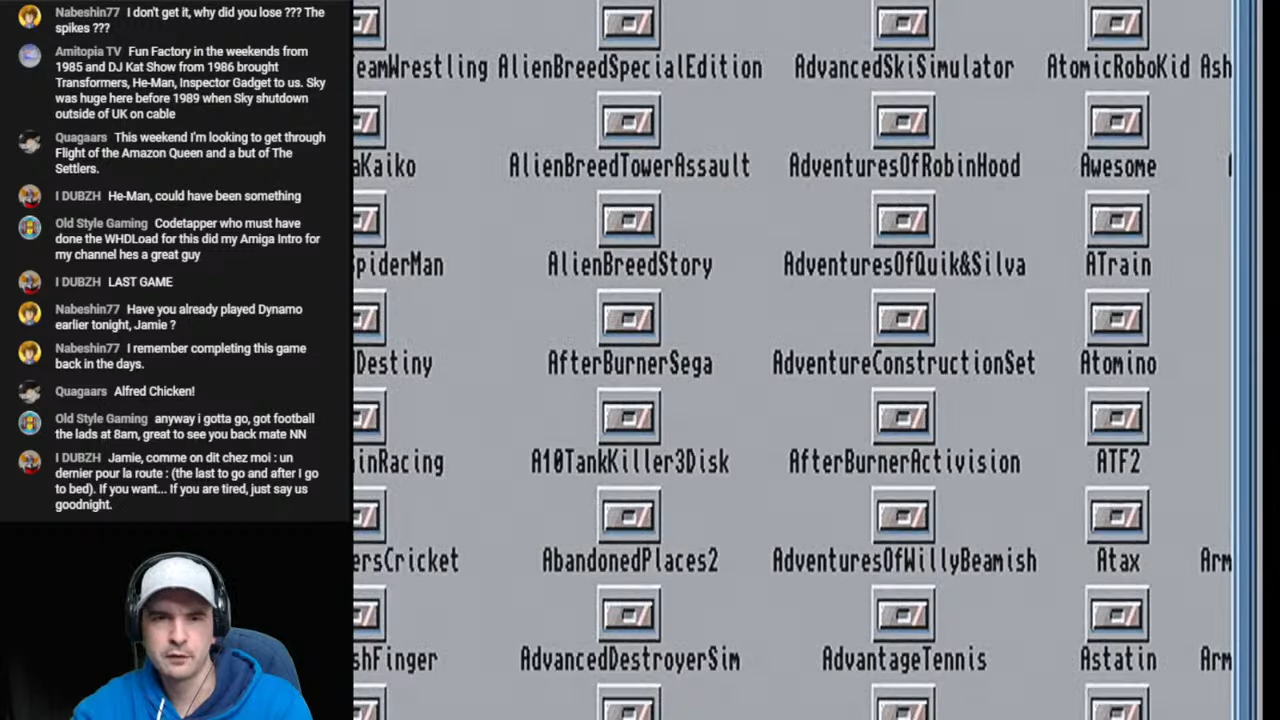 Nabeshin77 I don't get it, why did you lose ??? The
spikes ???
Amitopia TV Fun Factory in the weekends from
1985 and DJ Kat Show from 1986 brought
Transformers, He-Man, Inspector Gadget to us. Sky
was huge here before 1989 when Sky shutdown
outside of UK on cable
Quagaars This weekend I'm looking to get through
Flight of the Amazon Queen and a but of The
Setllers.
I DUBZH He-Man, could have been something
Old Style Gaming Codetapper who must have
done the WHDLoad for this did my Amiga Intro for
my channel hes a great guy
I DUBZH LAST GAME
Nabeshin77 Have you already played Dynamo
earlier tonight, Jamie ?
Nabeshin77 I remember completing this game
back in the days.
Quagaars Alfred Chicken!
Old Style Gaming anyway i gotta go, got football
the lads at 8am, great to see you back mate NN
I DUBZH Jamie, comme on dit chez moi : un
dernier pour la route : (the last to go and after I go
to bed). If you want... If you are tired, just say us
goodnight.
TeamWrestling AlienBreedSpecialEdition AdvancedSkiSimulator AtomicRoboKid Ash
aKaiko AlienBreedTowerAssault AdventuresOfRobinHood Awesome
SpiderMan AlienBreedStory AdventuresOfQuik&Silva ATrain
Destiny AfterBurnerSega AdventureConstructionSet Atomino
inRacing A10TankKiller3Disk AfterBurnerActivision ATF2
ersCricket AbandonedPlaces2 AdventuresOfWillyBeamish Atax Arm
shFinger AdvancedDestroyerSim AdvantageTennis Astatin Arm